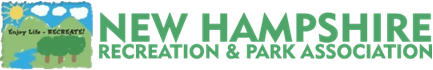 Enjoy Life - RECREATE!
NEW HAMPSHIRE
RECREATION & PARK ASSOCIATION